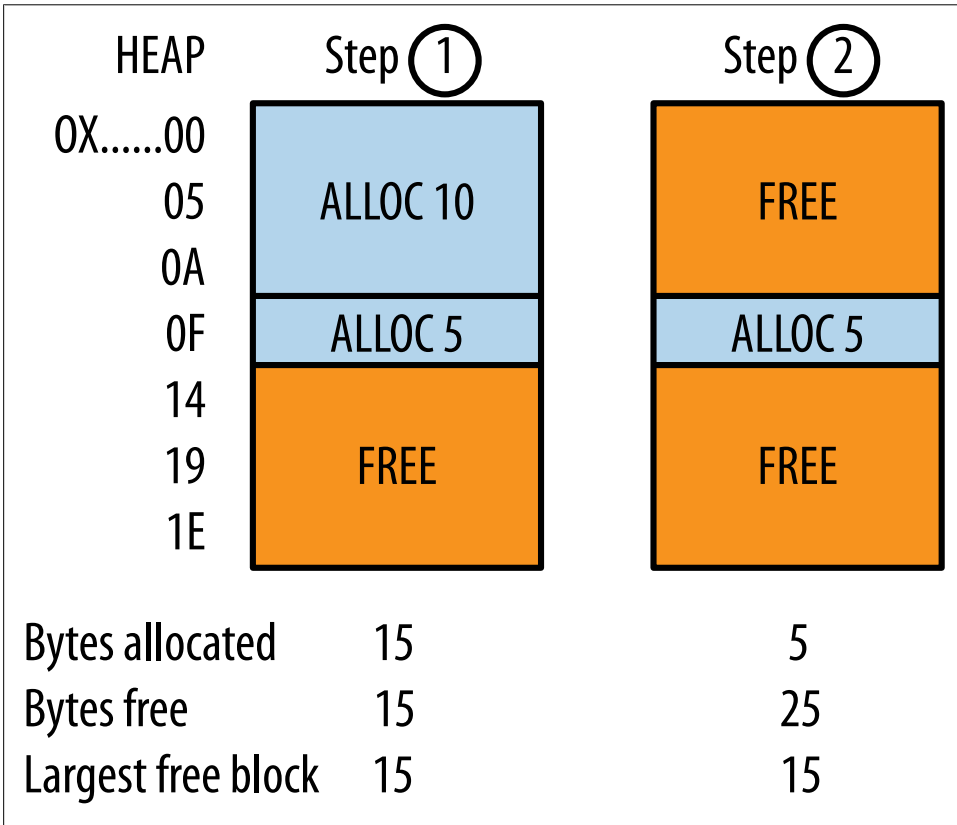 HEAP Step 1 Step 2
OX......00
05 ALLOC 10 FREE
0A
0F ALLOC 5 ALLOC 5
14
19 FREE FREE
1E
Bytes allocated 15 5
Bytes free 15 25
Largest free block 15 15